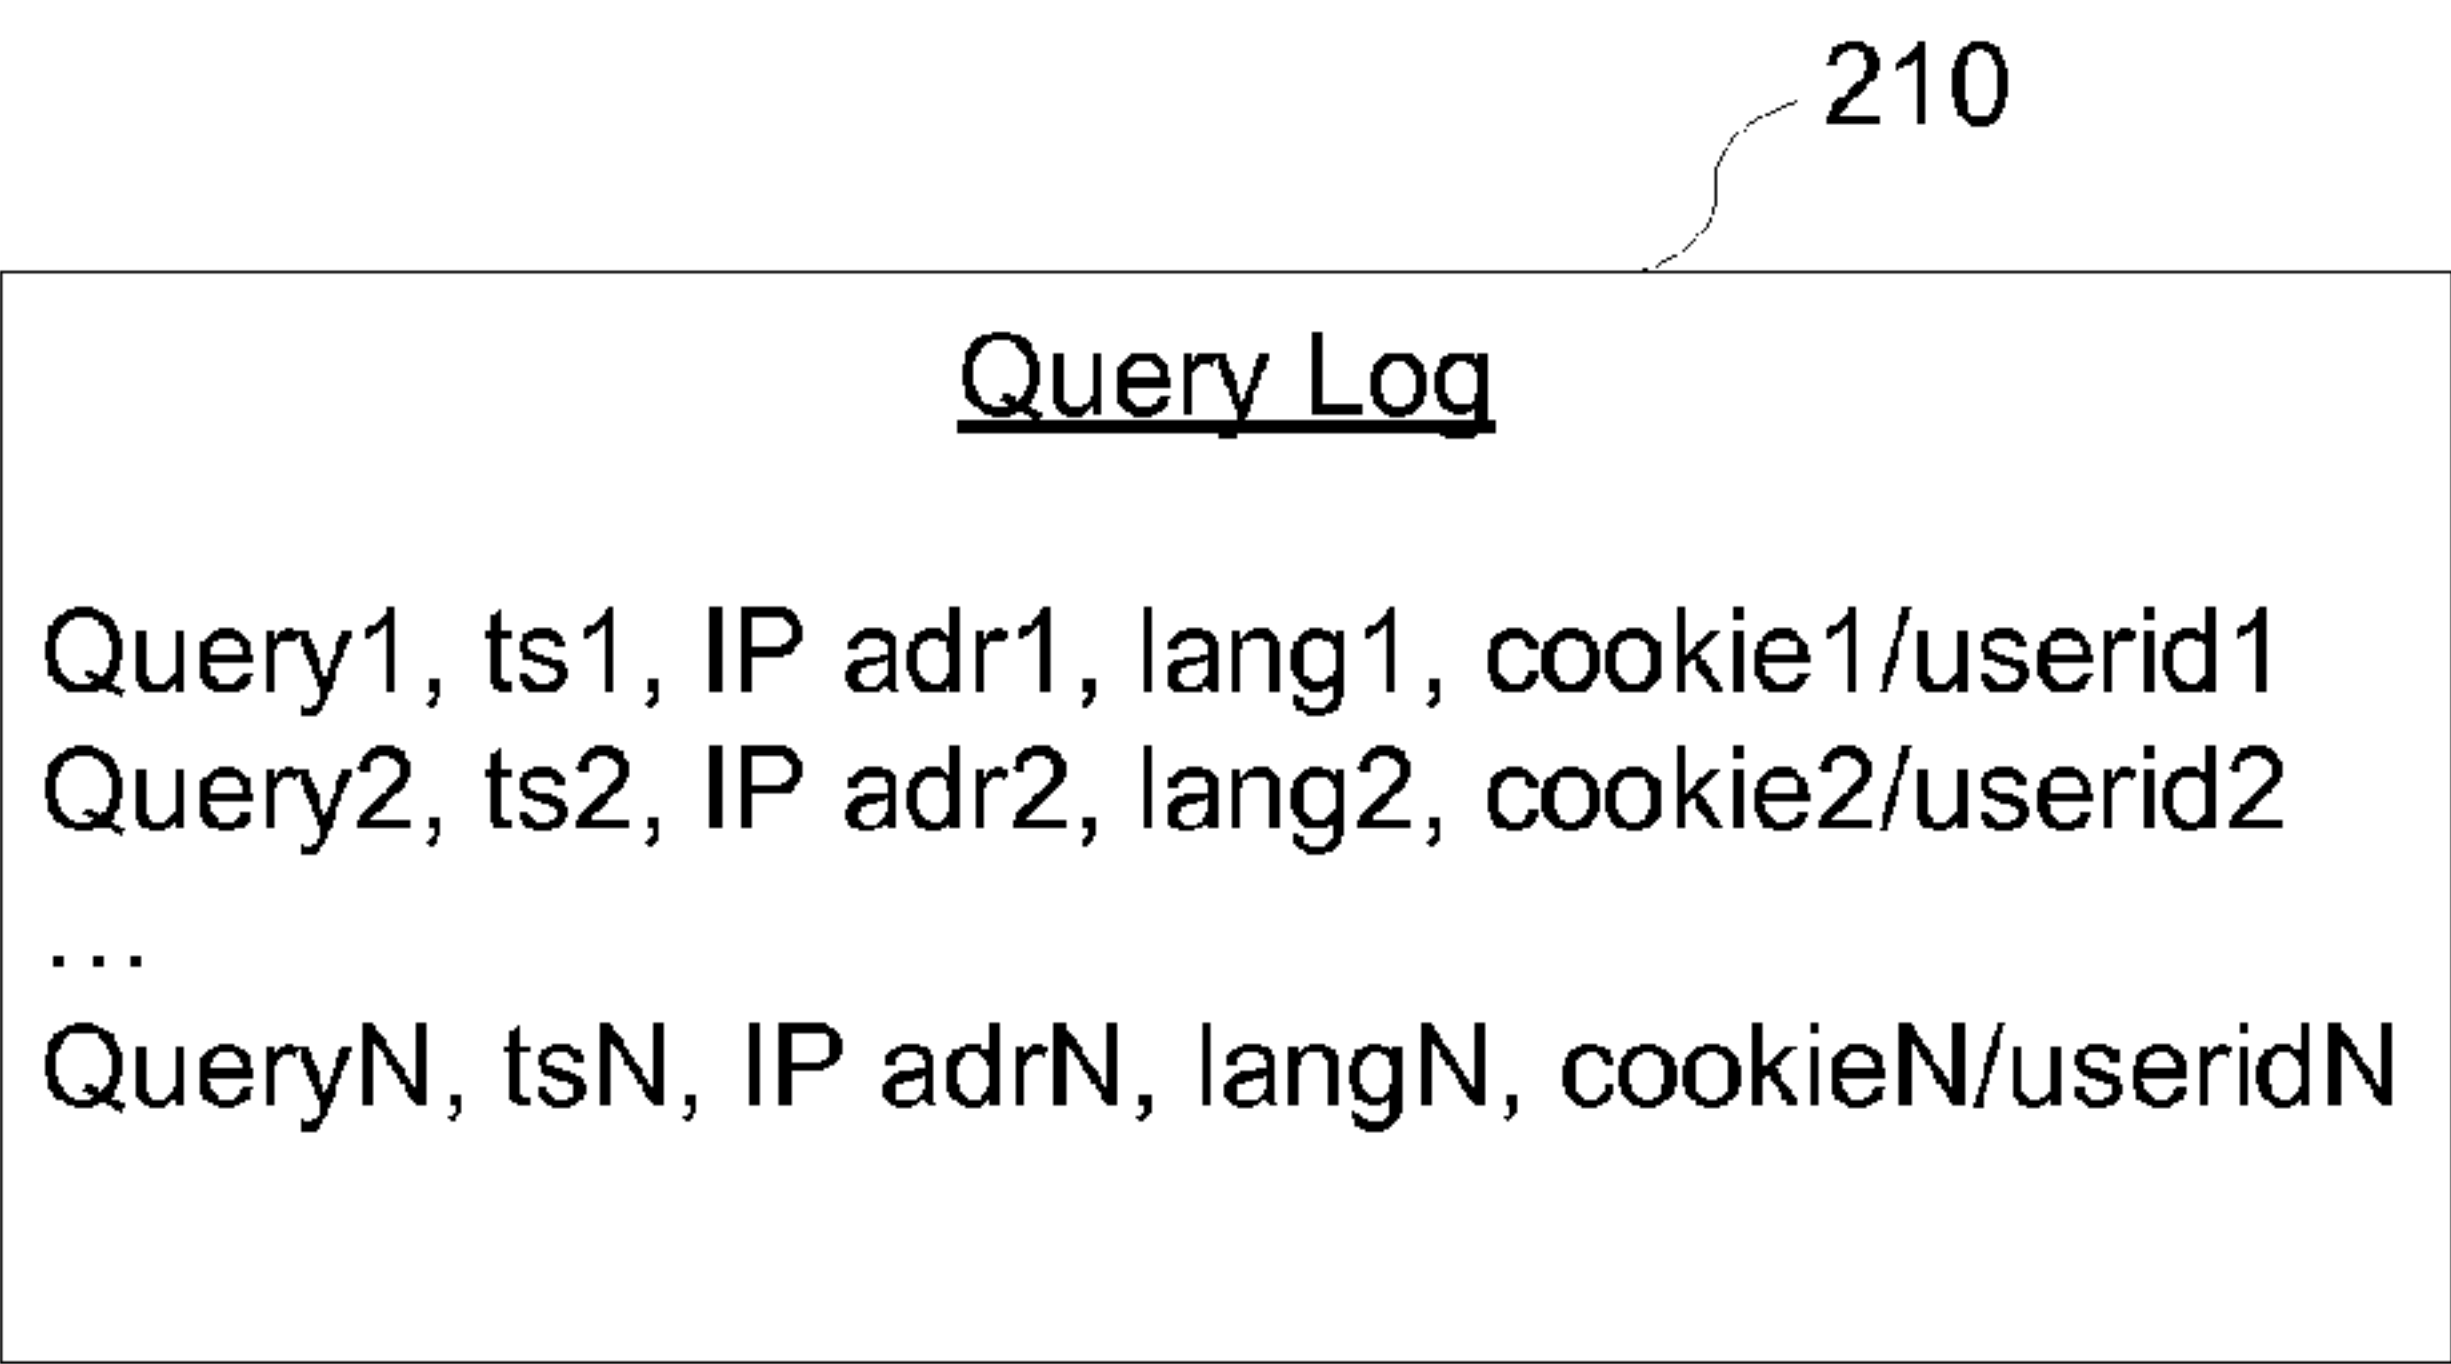 210
Query Log
Query1, ts1, IP adr1, lang1, cookie1/userid1
Query2, ts2, IP adr2, lang2, cookie2/userid2
...
QueryN, tsN, IP adrN, langN, cookieN/useridN